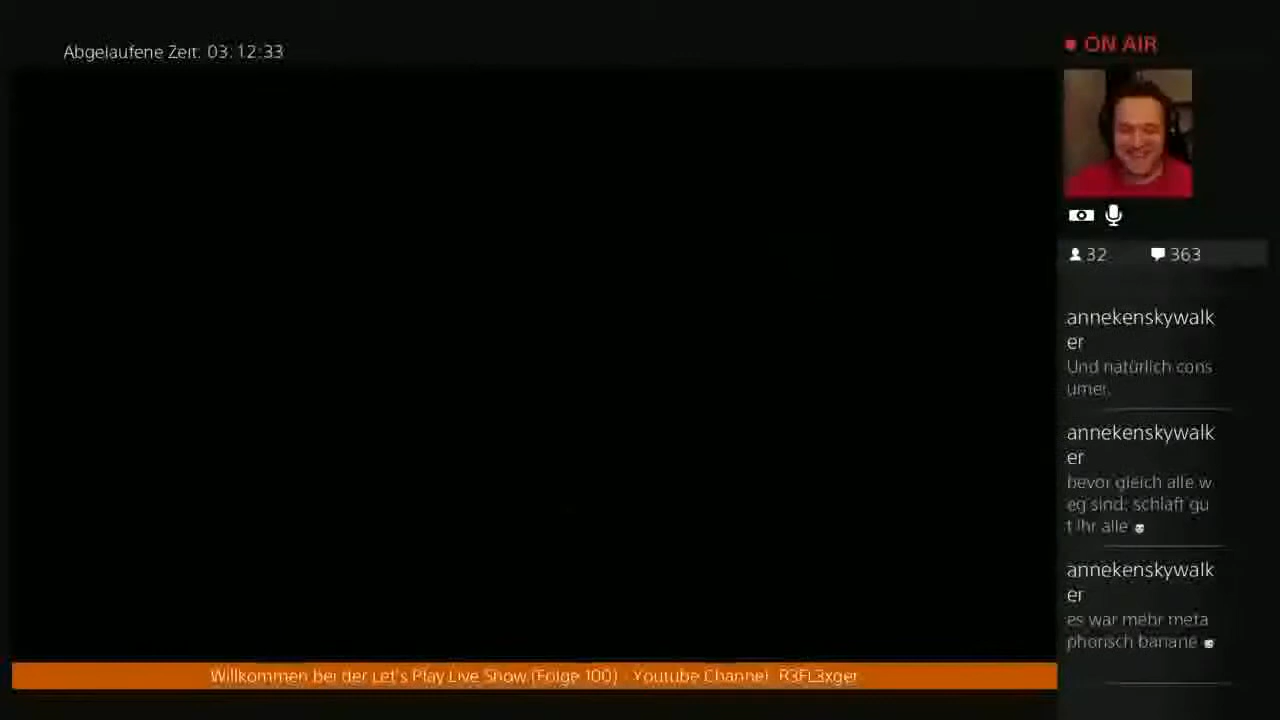 Abgelaufene Zeit: 03:12:33
ON AIR
32 363
annekenskywalk
er
Und natürlich cons
umer.
annekenskywalk
er
bevor gleich alle w
eg sind: schlaft gu
t ihr alle
annekenskywalk
er
es war mehr meta
phorisch banane
Willkommen bei der Let's Play Live Show (Folge 100) - Youtube Channel: R3FL3xger